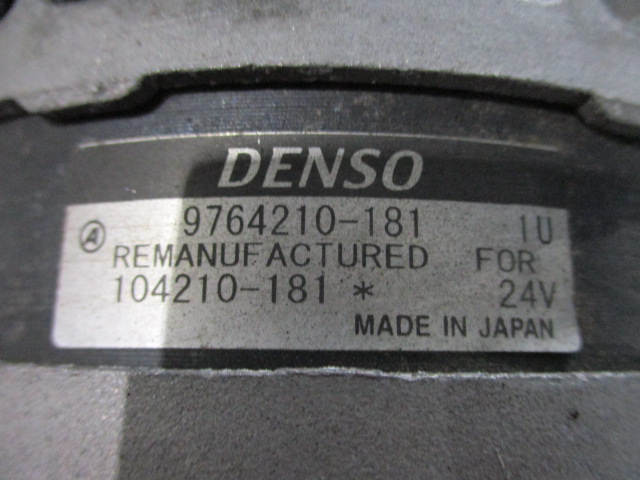 DENSO
Ⓐ 9764210-181 1U
REMANUFACTURED FOR
104210-181 * 24V
MADE IN JAPAN